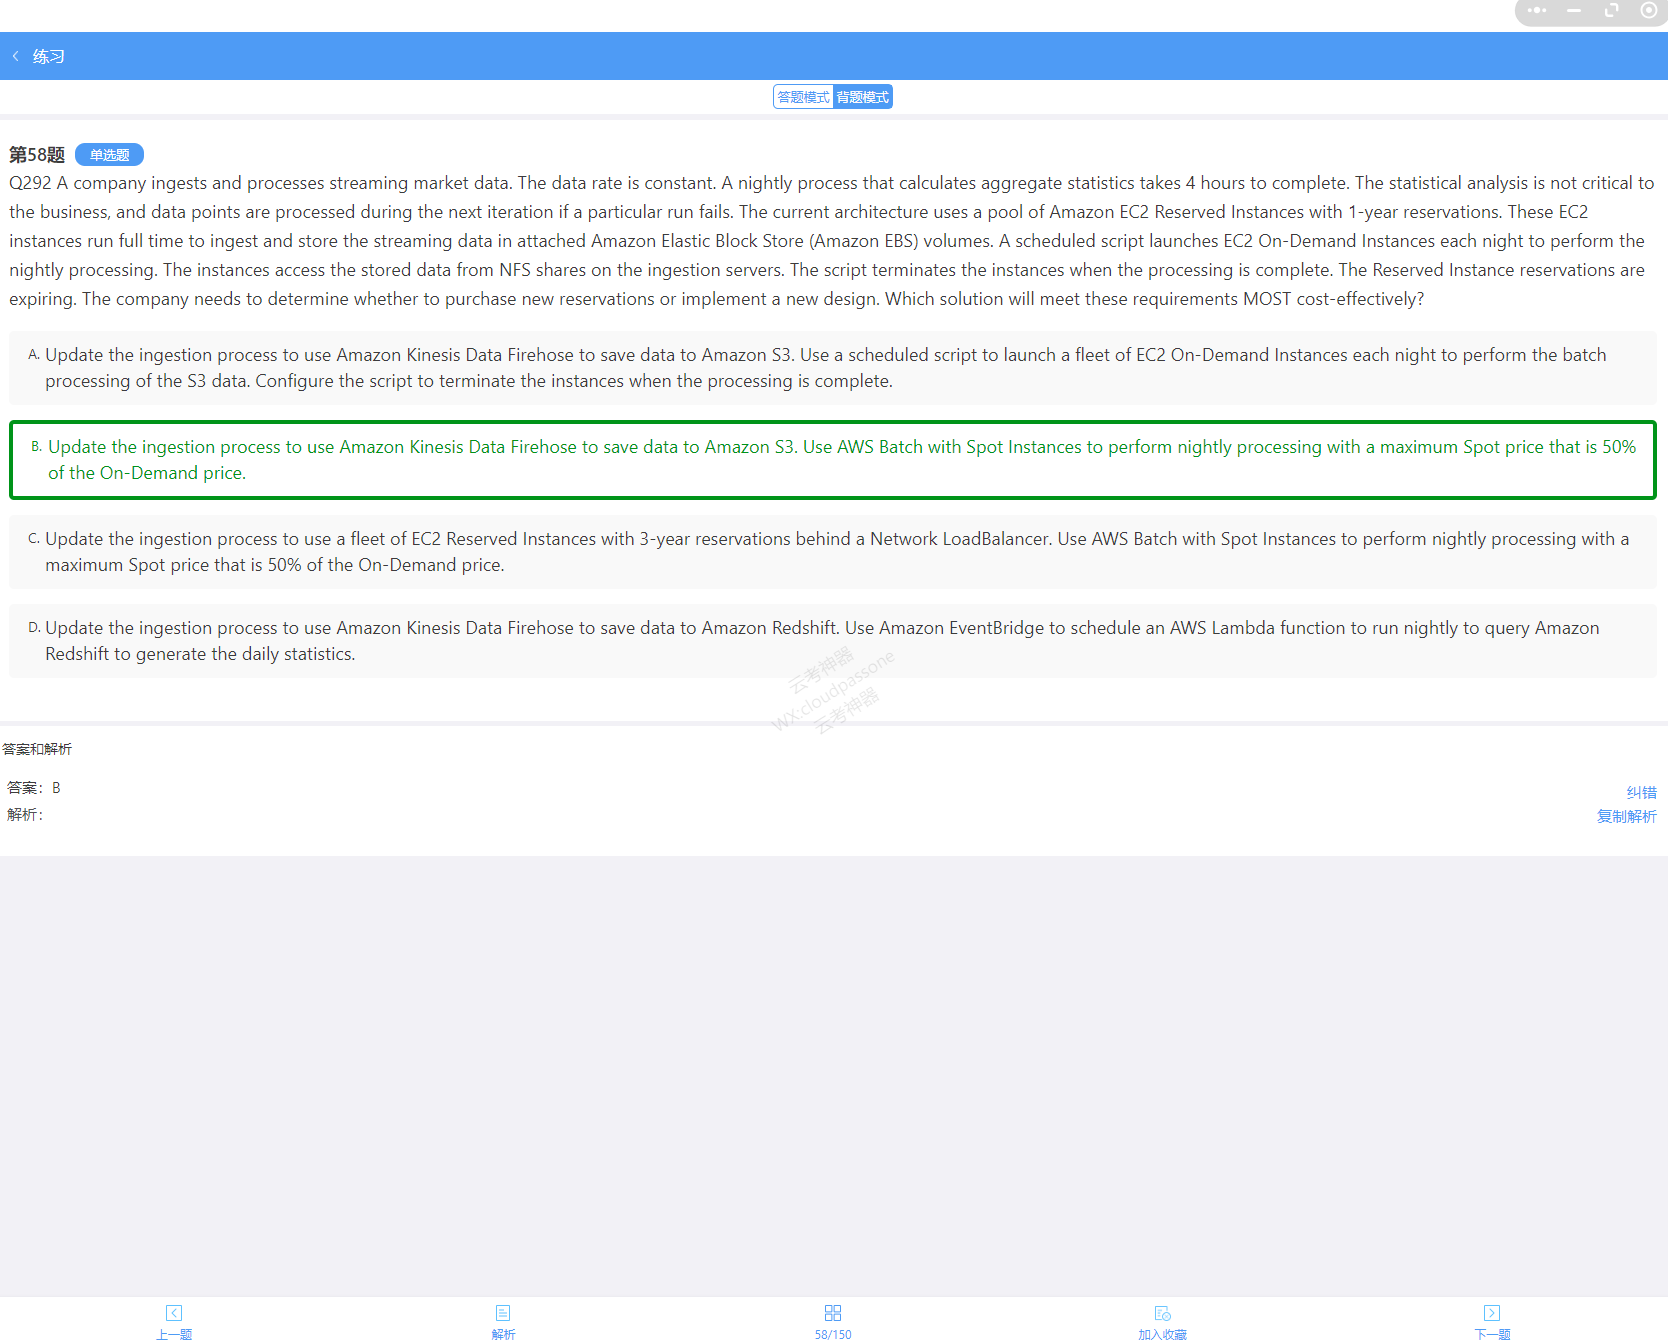 练习
答题模式 背题模式
第58题 单选题
Q292 A company ingests and processes streaming market data. The data rate is constant. A nightly process that calculates aggregate statistics takes 4 hours to complete. The statistical analysis is not critical to
the business, and data points are processed during the next iteration if a particular run fails. The current architecture uses a pool of Amazon EC2 Reserved Instances with 1-year reservations. These EC2
instances run full time to ingest and store the streaming data in attached Amazon Elastic Block Store (Amazon EBS) volumes. A scheduled script launches EC2 On-Demand Instances each night to perform the
nightly processing. The instances access the stored data from NFS shares on the ingestion servers. The script terminates the instances when the processing is complete. The Reserved Instance reservations are
expiring. The company needs to determine whether to purchase new reservations or implement a new design. Which solution will meet these requirements MOST cost-effectively?
A. Update the ingestion process to use Amazon Kinesis Data Firehose to save data to Amazon S3. Use a scheduled script to launch a fleet of EC2 On-Demand Instances each night to perform the batch
processing of the S3 data. Configure the script to terminate the instances when the processing is complete.
B. Update the ingestion process to use Amazon Kinesis Data Firehose to save data to Amazon S3. Use AWS Batch with Spot Instances to perform nightly processing with a maximum Spot price that is 50%
of the On-Demand price.
C. Update the ingestion process to use a fleet of EC2 Reserved Instances with 3-year reservations behind a Network LoadBalancer. Use AWS Batch with Spot Instances to perform nightly processing with a
maximum Spot price that is 50% of the On-Demand price.
D. Update the ingestion process to use Amazon Kinesis Data Firehose to save data to Amazon Redshift. Use Amazon EventBridge to schedule an AWS Lambda function to run nightly to query Amazon
Redshift to generate the daily statistics.
云考神器
WX:cloudpassone
云考神器
答案和解析
答案：B
解析：
纠错
复制解析
上一题 解析 58/150 加入收藏 下一题